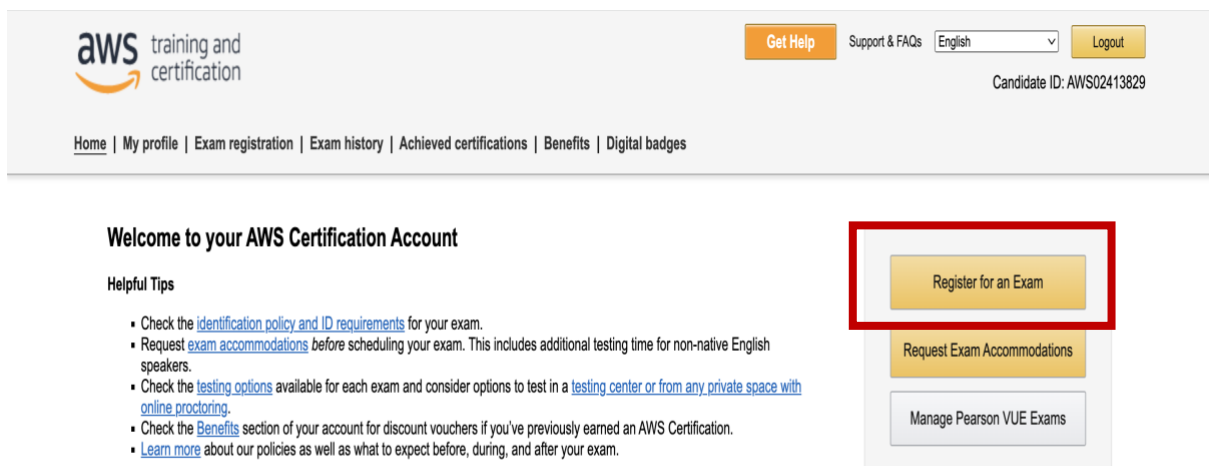 aws training and
certification
Get Help
Support & FAQs
English
Logout
Candidate ID: AWS02413829
Home | My profile | Exam registration | Exam history | Achieved certifications | Benefits | Digital badges
Welcome to your AWS Certification Account
Helpful Tips
▪ Check the identification policy and ID requirements for your exam.
▪ Request exam accommodations before scheduling your exam. This includes additional testing time for non-native English
speakers.
▪ Check the testing options available for each exam and consider options to test in a testing center or from any private space with
online proctoring.
▪ Check the Benefits section of your account for discount vouchers if you've previously earned an AWS Certification.
▪ Learn more about our policies as well as what to expect before, during, and after your exam.
Register for an Exam
Request Exam Accommodations
Manage Pearson VUE Exams